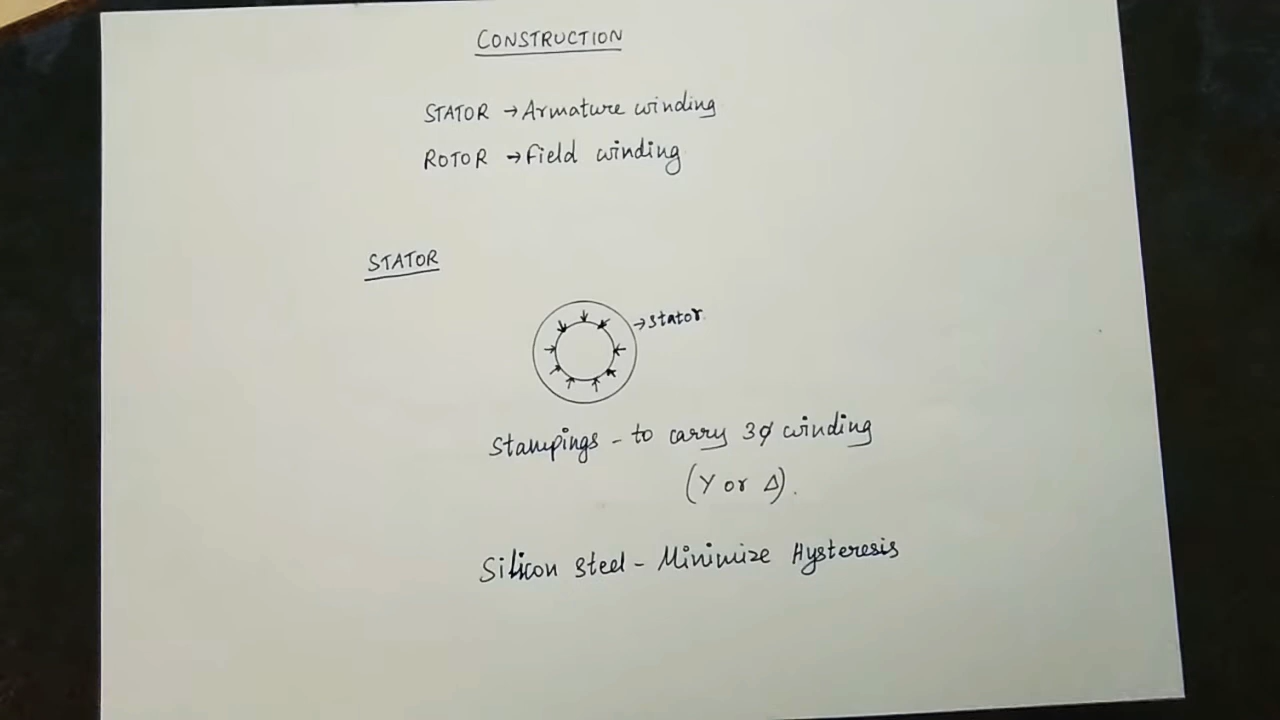 CONSTRUCTION
STATOR → Armature winding
ROTOR → Field winding
STATOR
→ stator
Stampings - to carry 3φ winding
(Y or Δ).
Silicon steel - Minimize Hysteresis